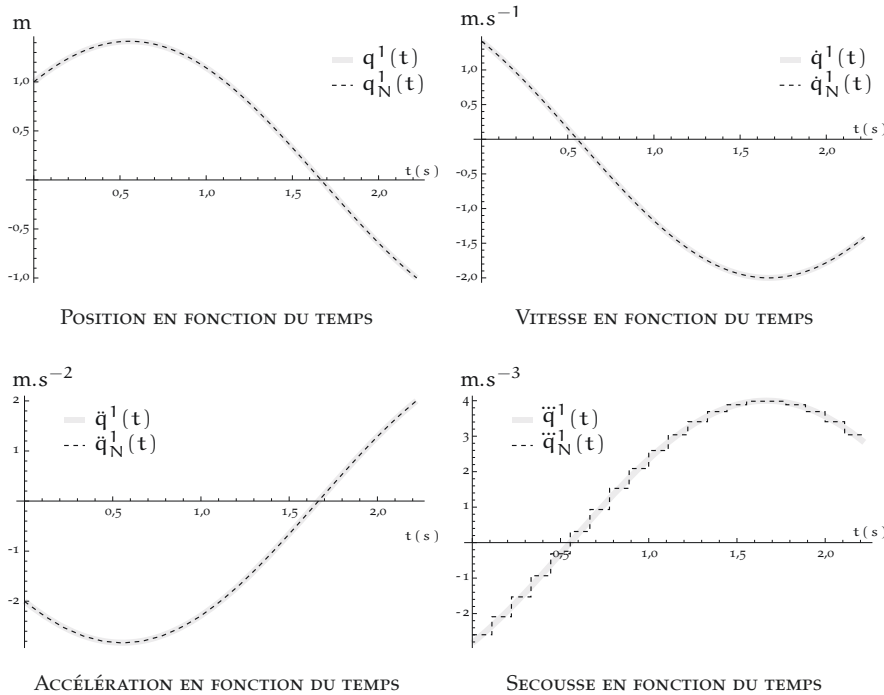 m
q¹(t)
q¹_N(t)
1,0
0,5
t(s)
0,5
1,0
1,5
2,0
-0,5
-1,0
POSITION EN FONCTION DU TEMPS
m.s⁻¹
q̇¹(t)
q̇¹_N(t)
1,0
0,5
t(s)
0,5
1,0
1,5
2,0
-0,5
-1,0
-1,5
-2,0
VITESSE EN FONCTION DU TEMPS
m.s⁻²
2
q̈¹(t)
q̈¹_N(t)
1
0,5
1,0
1,5
2,0
t(s)
-1
-2
ACCÉLÉRATION EN FONCTION DU TEMPS
m.s⁻³
4
q⃛¹(t)
q⃛¹_N(t)
3
2
1
t(s)
0,5
1,0
1,5
2,0
-1
-2
SECOUSSE EN FONCTION DU TEMPS